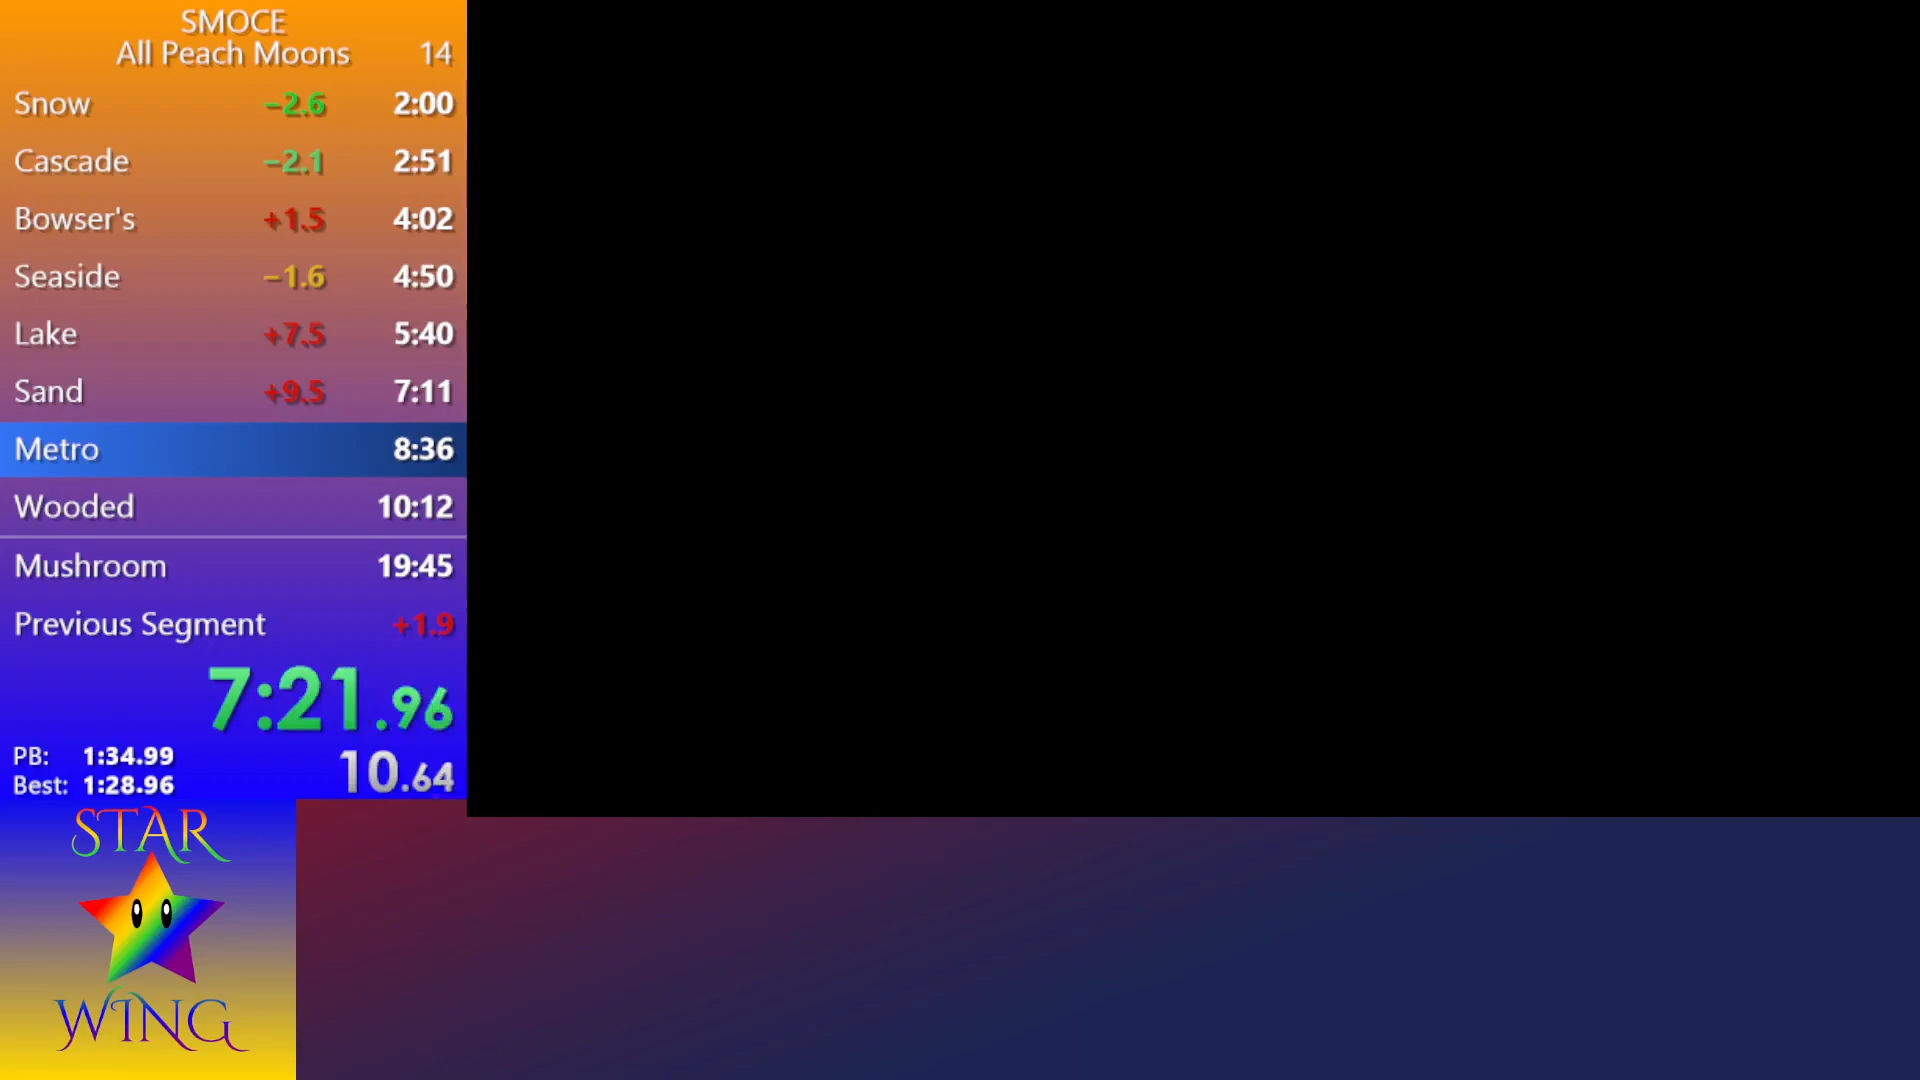 SMOCE
All Peach Moons 14
Snow −2.6 2:00
Cascade −2.1 2:51
Bowser's +1.5 4:02
Seaside −1.6 4:50
Lake +7.5 5:40
Sand +9.5 7:11
Metro 8:36
Wooded 10:12
Mushroom 19:45
Previous Segment +1.9
7:21.96
PB: 1:34.99
Best: 1:28.96
10.64
STAR
WING